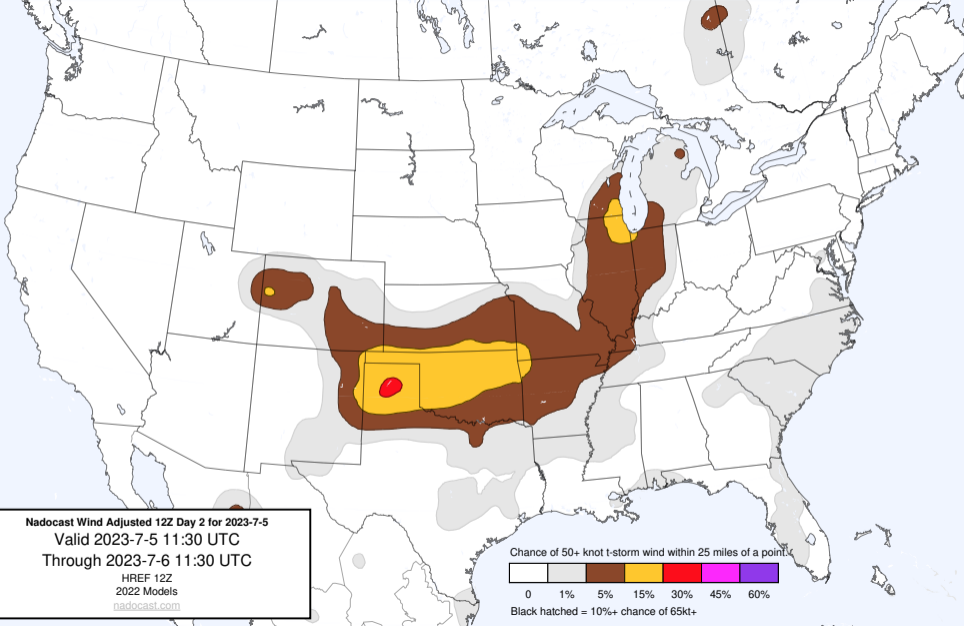 Nadocast Wind Adjusted 12Z Day 2 for 2023-7-5
Valid 2023-7-5 11:30 UTC
Through 2023-7-6 11:30 UTC
HREF 12Z
2022 Models
nadocast.com
Chance of 50+ knot t-storm wind within 25 miles of a point.
0 1% 5% 15% 30% 45% 60%
Black hatched = 10%+ chance of 65kt+